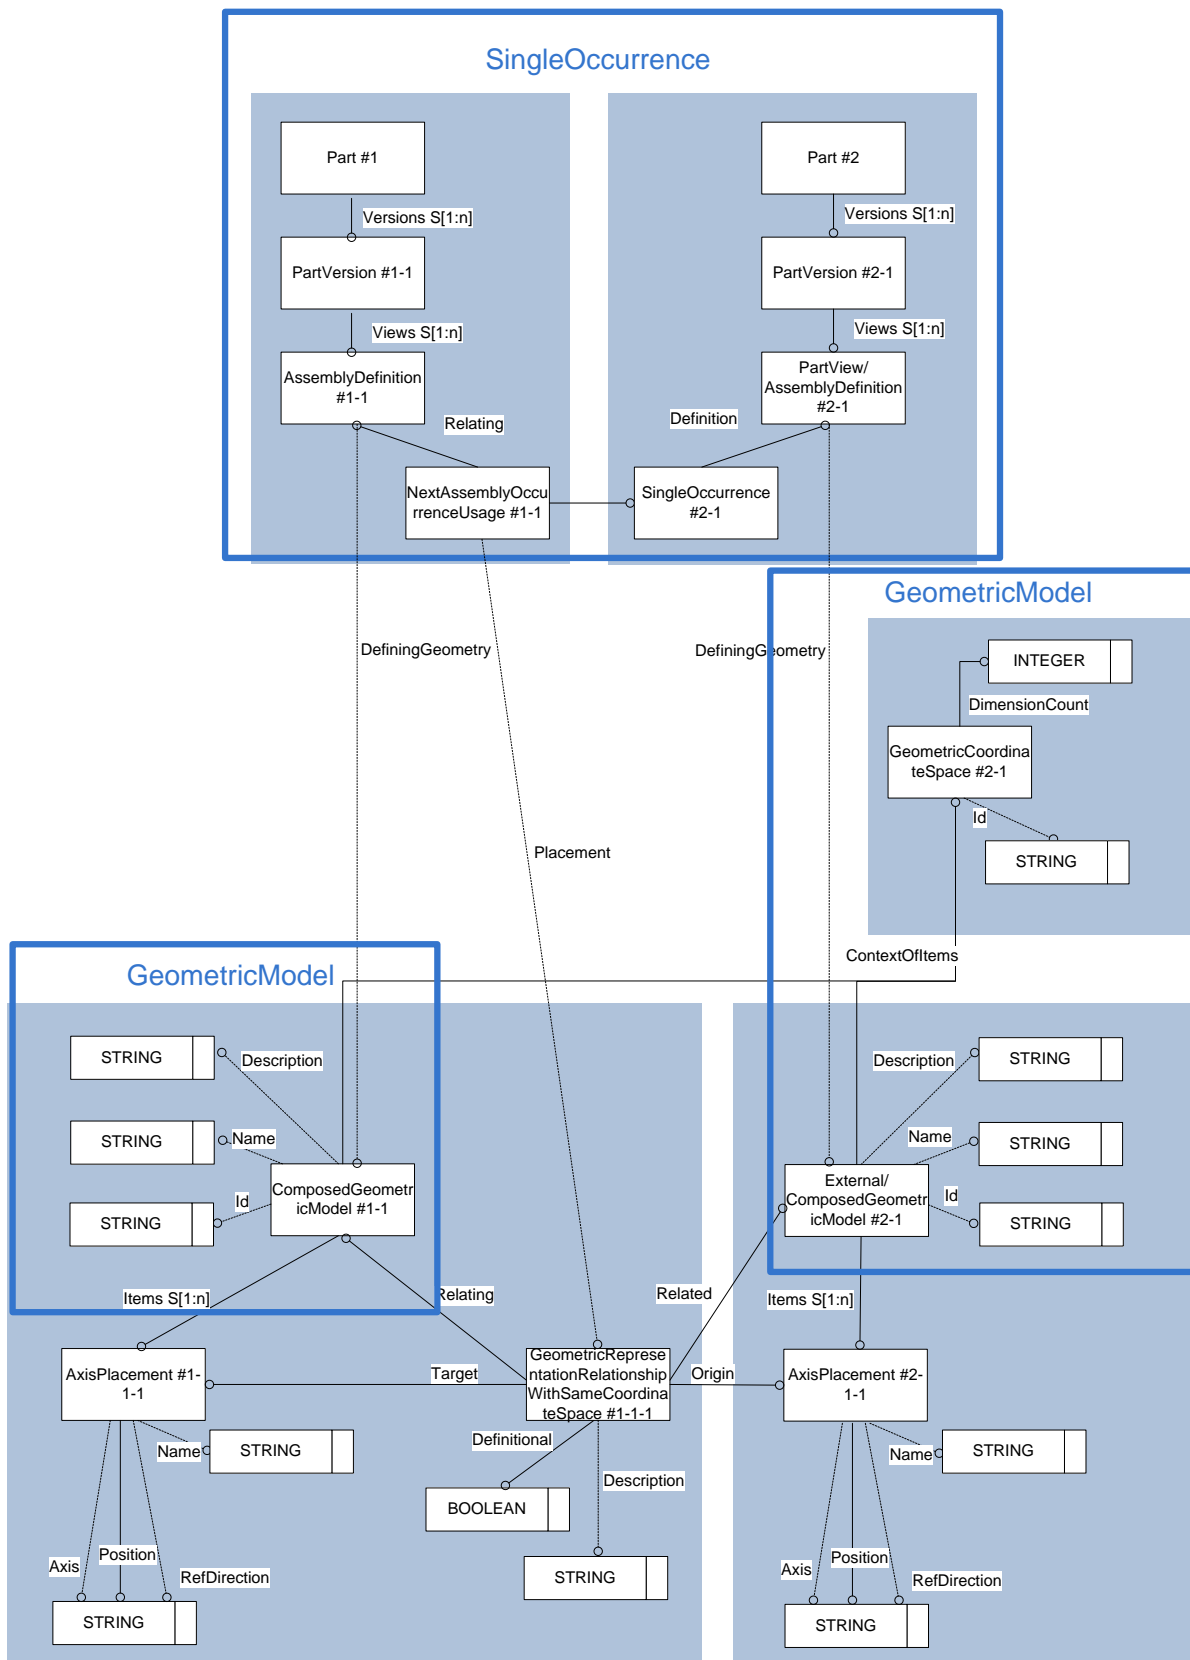 SingleOccurrence
Part #1
Part #2
Versions S[1:n]
Versions S[1:n]
PartVersion #1-1
PartVersion #2-1
Views S[1:n]
Views S[1:n]
AssemblyDefinition
#1-1
PartView/
AssemblyDefinition
#2-1
Relating
Definition
NextAssemblyOccu
rrenceUsage #1-1
SingleOccurrence
#2-1
GeometricModel
DefiningGeometry
DefiningGeometry
INTEGER
DimensionCount
GeometricCoordina
teSpace #2-1
Id
STRING
Placement
ContextOfItems
GeometricModel
STRING
Description
STRING
Name
STRING
Id
ComposedGeometr
icModel #1-1
Description
STRING
Name
STRING
Id
STRING
External/
ComposedGeometr
icModel #2-1
Items S[1:n]
Relating
Related
Items S[1:n]
AxisPlacement #1-
1-1
Target
GeometricReprese
ntationRelationship
WithSameCoordina
teSpace #1-1-1
Origin
AxisPlacement #2-
1-1
Name
STRING
Definitional
Description
Name
STRING
BOOLEAN
Axis
Position
RefDirection
STRING
STRING
Axis
Position
RefDirection
STRING